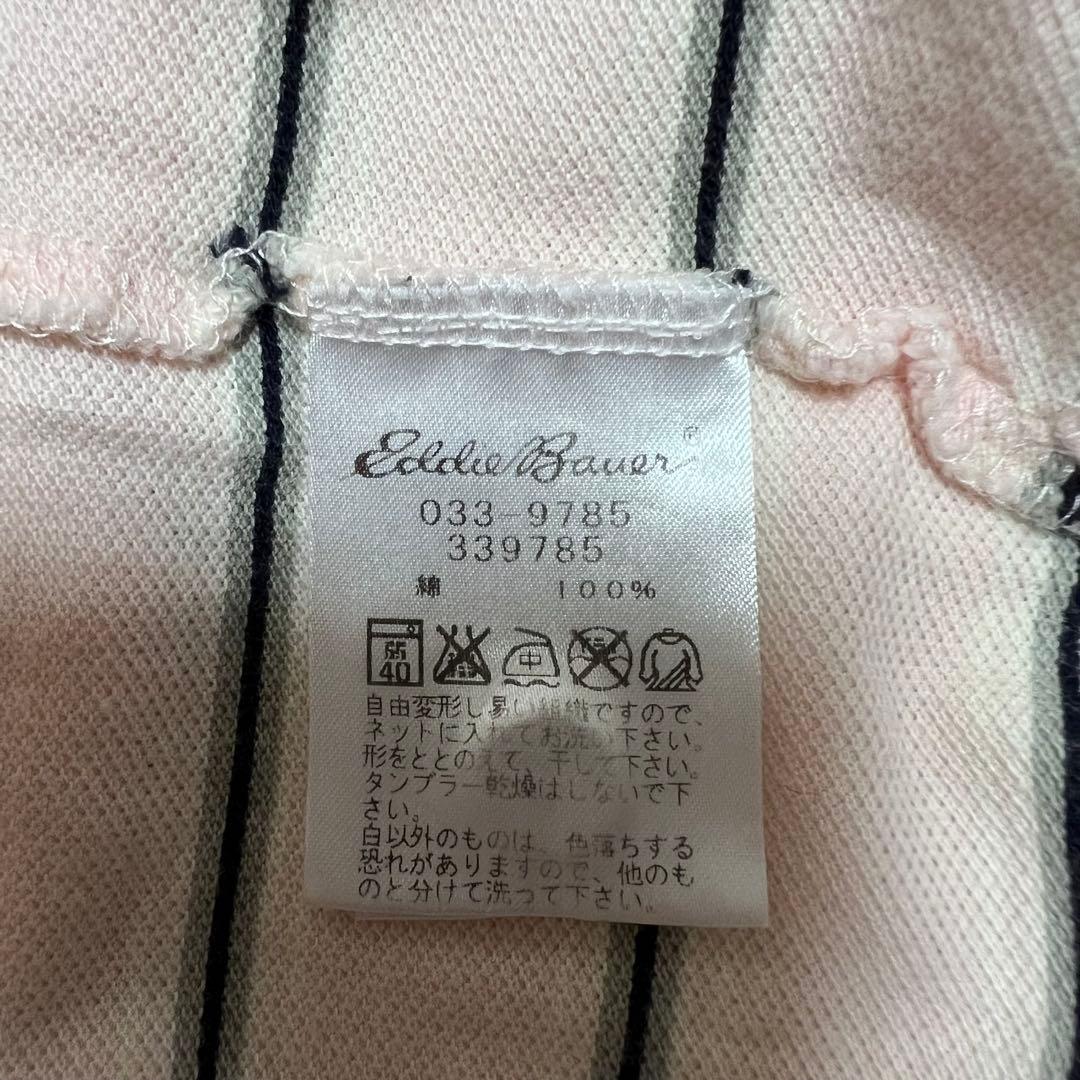 Eddie Bauer®
033-9785
339785
綿 100%
40 中
自由変形し易い組織ですので、
ネットに入れてお洗い下さい。
形をととのえて、干して下さい。
タンブラー乾燥はしないで下
さい。
白以外のものは、色落ちする
恐れがありますので、他のも
のと分けて洗って下さい。